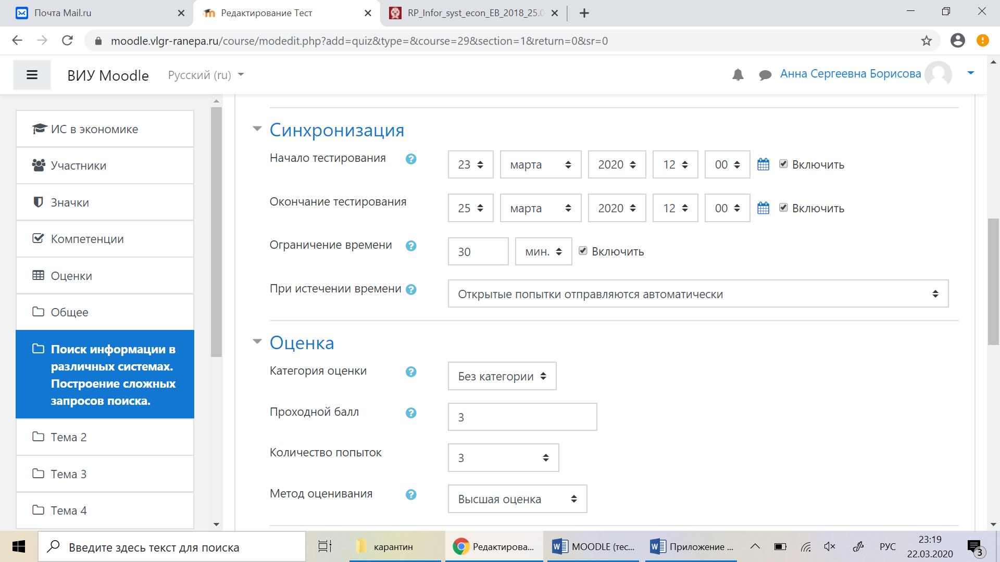 Почта Mail.ru
Редактирование Тест
RP_Infor_syst_econ_EB_2018_25.0
moodle.vlgr-ranepa.ru/course/modedit.php?add=quiz&type=&course=29&section=1&return=0&sr=0
ВИУ Moodle
Русский (ru)
Анна Сергеевна Борисова
ИС в экономике
Участники
Значки
Компетенции
Оценки
Общее
Поиск информации в
различных системах.
Построение сложных
запросов поиска.
Тема 2
Тема 3
Тема 4
Синхронизация
Начало тестирования ? 23 марта 2020 12 00 Включить
Окончание тестирования 25 марта 2020 12 00 Включить
Ограничение времени ? 30 мин. Включить
При истечении времени ? Открытые попытки отправляются автоматически
Оценка
Категория оценки ? Без категории
Проходной балл ? 3
Количество попыток 3
Метод оценивания ? Высшая оценка
Введите здесь текст для поиска
карантин
Редактирова...
MOODLE (тес...
Приложение ...
РУС
23:19
22.03.2020
3